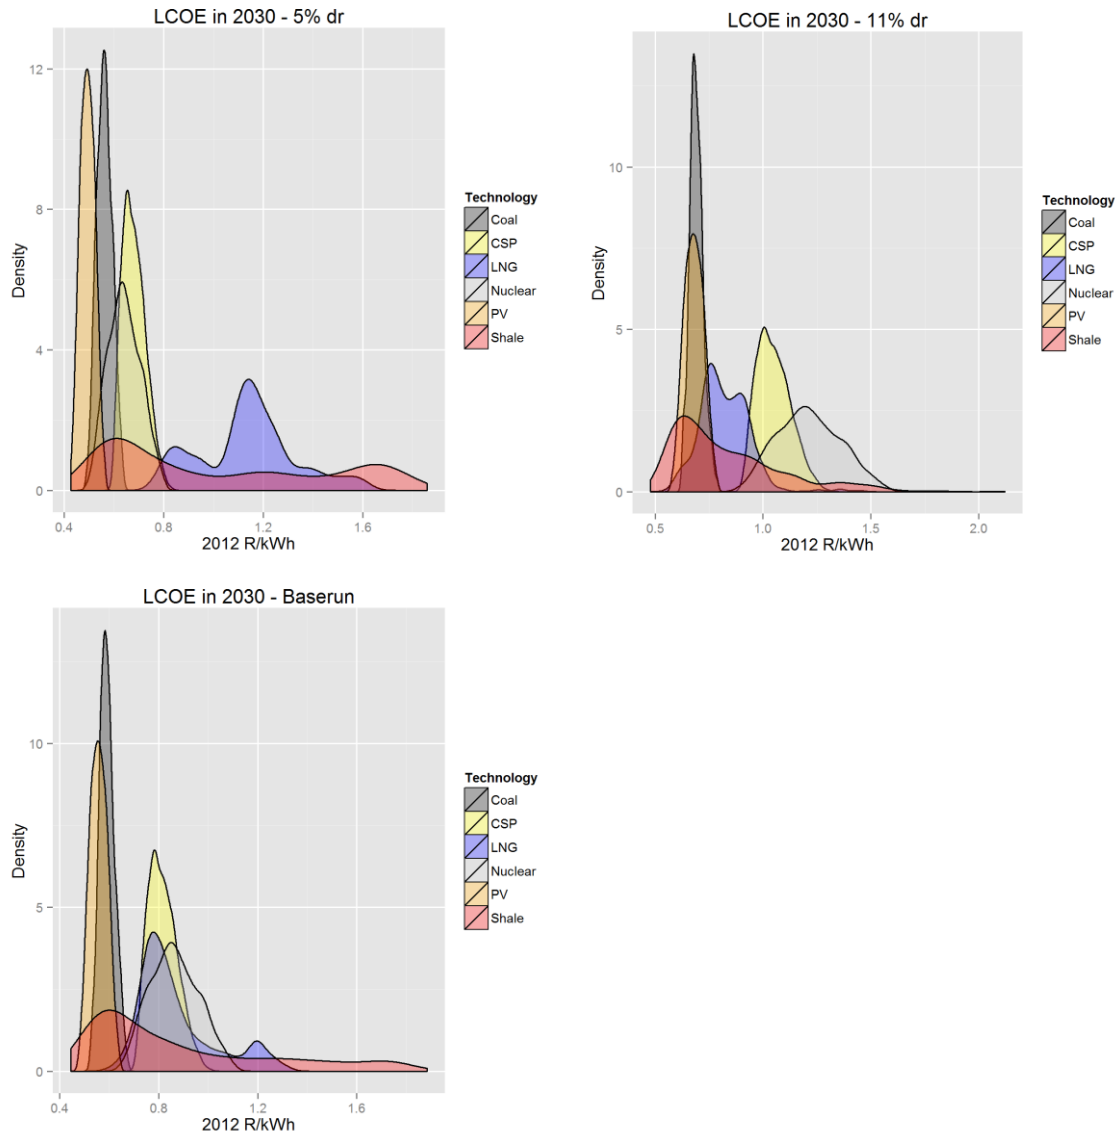 LCOE in 2030 - 5% dr
12
8
4
0
Density
0.4
0.8
1.2
1.6
2012 R/kWh
Technology
Coal
CSP
LNG
Nuclear
PV
Shale
LCOE in 2030 - 11% dr
10
5
0
Density
0.5
1.0
1.5
2.0
2012 R/kWh
Technology
Coal
CSP
LNG
Nuclear
PV
Shale
LCOE in 2030 - Baserun
10
5
0
Density
0.4
0.8
1.2
1.6
2012 R/kWh
Technology
Coal
CSP
LNG
Nuclear
PV
Shale